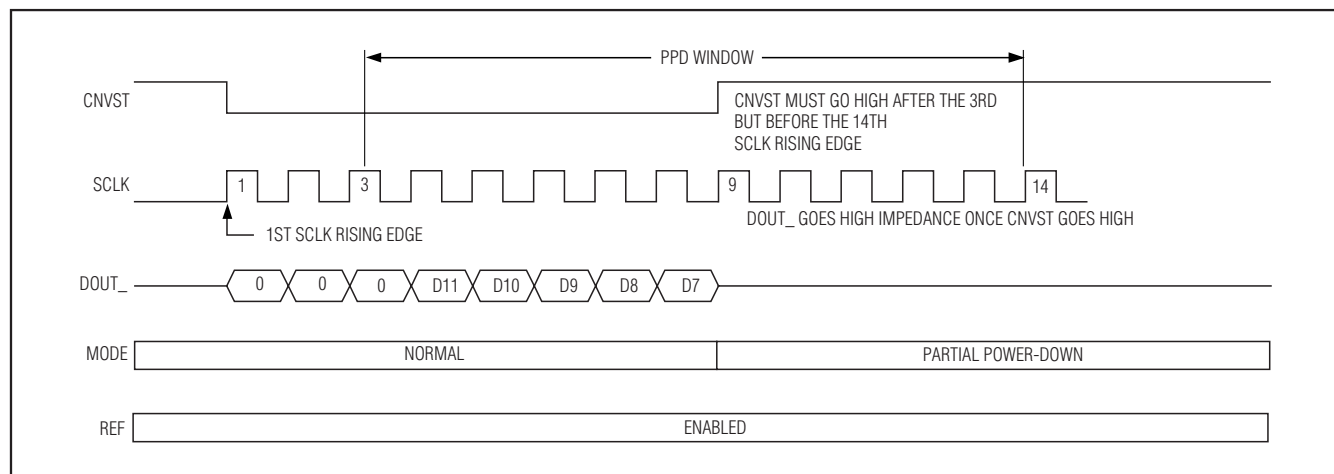 PPD WINDOW
CNVST
CNVST MUST GO HIGH AFTER THE 3RD
BUT BEFORE THE 14TH
SCLK RISING EDGE
SCLK
1
3
9
14
DOUT_ GOES HIGH IMPEDANCE ONCE CNVST GOES HIGH
1ST SCLK RISING EDGE
DOUT_
0
0
0
D11
D10
D9
D8
D7
MODE
NORMAL
PARTIAL POWER-DOWN
REF
ENABLED